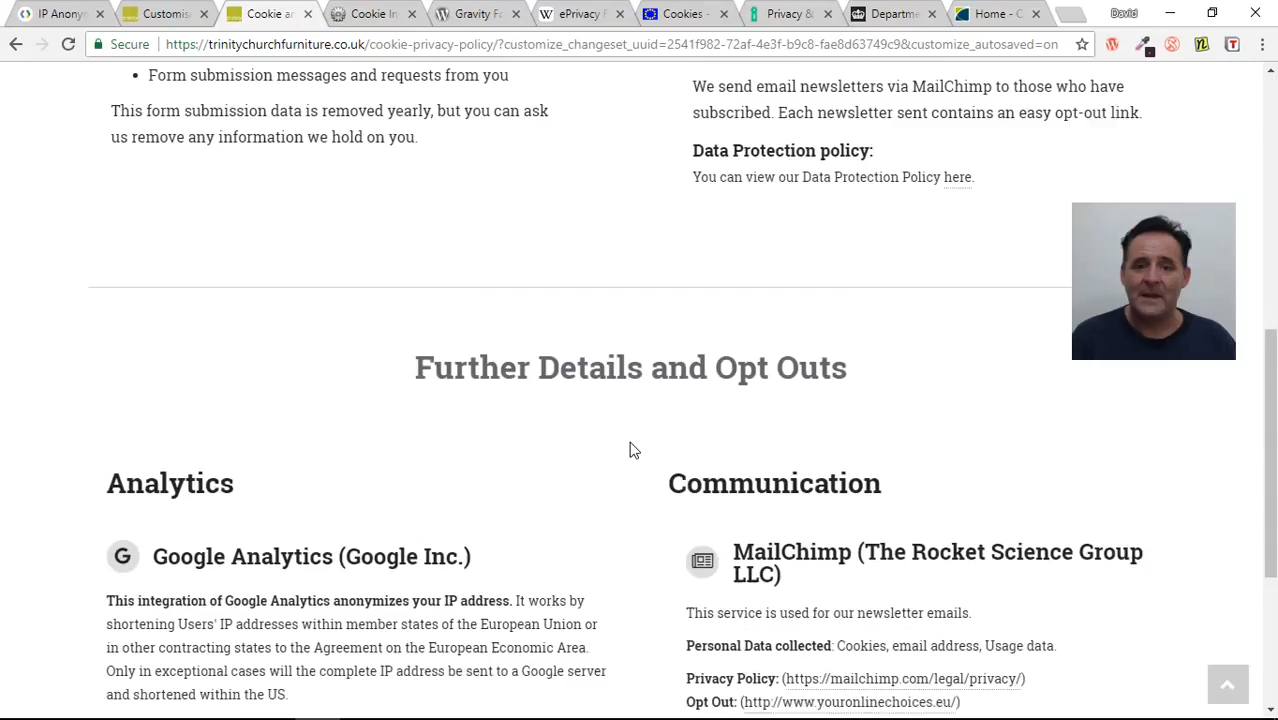 IP Anonym
Customise
Cookie an
Cookie In
Gravity Fo
ePrivacy R
Cookies -
Privacy &
Departme
Home - C
David
Secure
https://trinitychurchfurniture.co.uk/cookie-privacy-policy/?customize_changeset_uuid=2541f982-72af-4e3f-b9c8-fae8d63749c9&customize_autosaved=on
• Form submission messages and requests from you
This form submission data is removed yearly, but you can ask
us remove any information we hold on you.
We send email newsletters via MailChimp to those who have
subscribed. Each newsletter sent contains an easy opt-out link.
Data Protection policy:
You can view our Data Protection Policy here.
Further Details and Opt Outs
Analytics
G Google Analytics (Google Inc.)
This integration of Google Analytics anonymizes your IP address. It works by
shortening Users' IP addresses within member states of the European Union or
in other contracting states to the Agreement on the European Economic Area.
Only in exceptional cases will the complete IP address be sent to a Google server
and shortened within the US.
Communication
MailChimp (The Rocket Science Group
LLC)
This service is used for our newsletter emails.
Personal Data collected: Cookies, email address, Usage data.
Privacy Policy: (https://mailchimp.com/legal/privacy/)
Opt Out: (http://www.youronlinechoices.eu/)